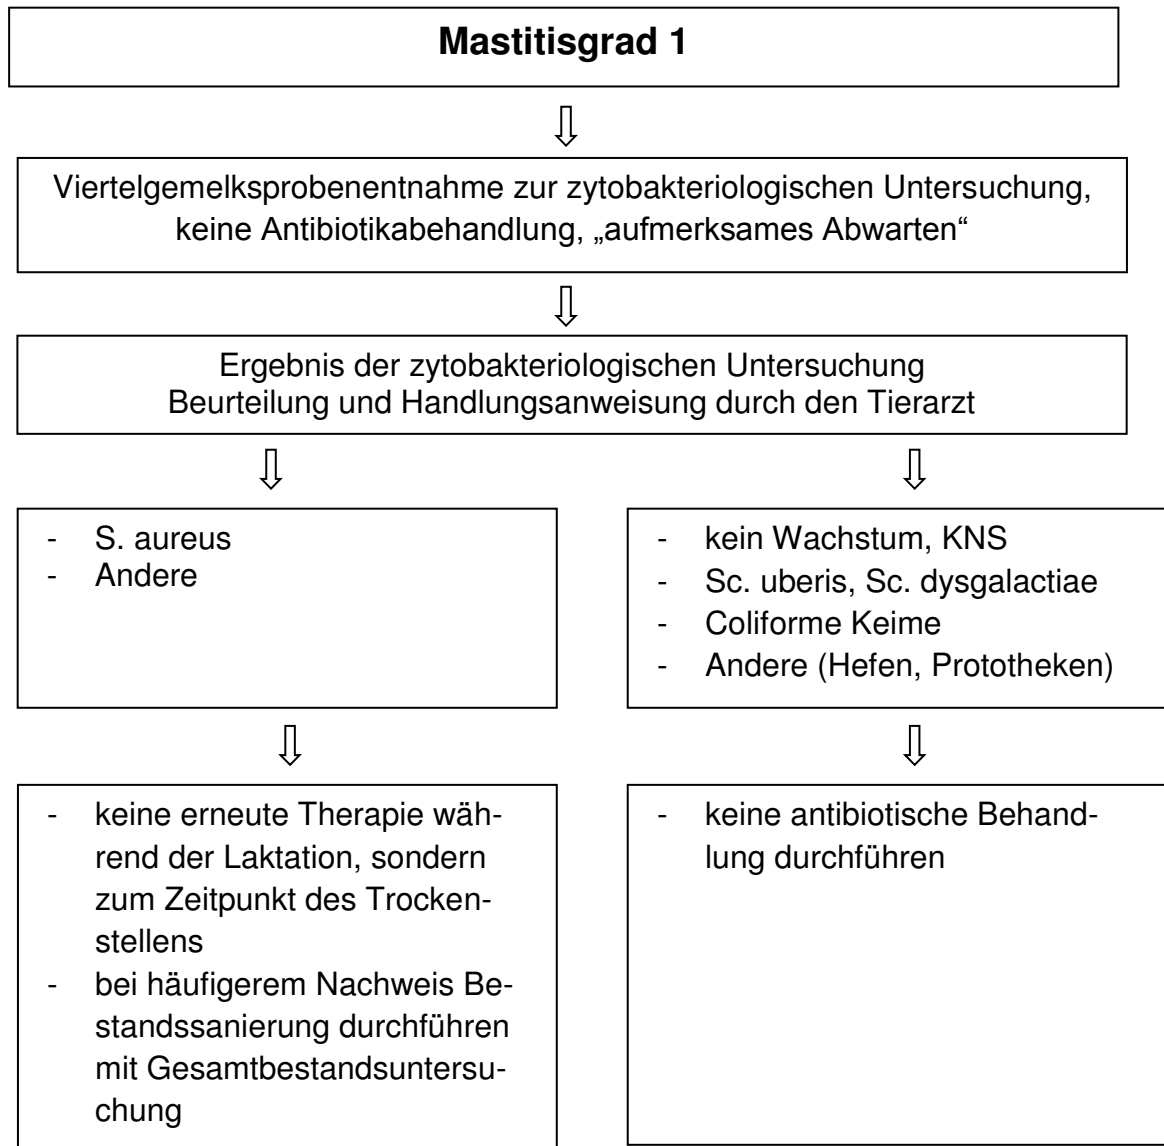 Mastitisgrad 1
Viertelgemelksprobenentnahme zur zytobakteriologischen Untersuchung,
keine Antibiotikabehandlung, „aufmerksames Abwarten“
Ergebnis der zytobakteriologischen Untersuchung
Beurteilung und Handlungsanweisung durch den Tierarzt
- S. aureus
- Andere
- kein Wachstum, KNS
- Sc. uberis, Sc. dysgalactiae
- Coliforme Keime
- Andere (Hefen, Prototheken)
- keine erneute Therapie wäh-
rend der Laktation, sondern
zum Zeitpunkt des Trocken-
stellens
- bei häufigerem Nachweis Be-
standssanierung durchführen
mit Gesamtbestandsuntersu-
chung
- keine antibiotische Behand-
lung durchführen